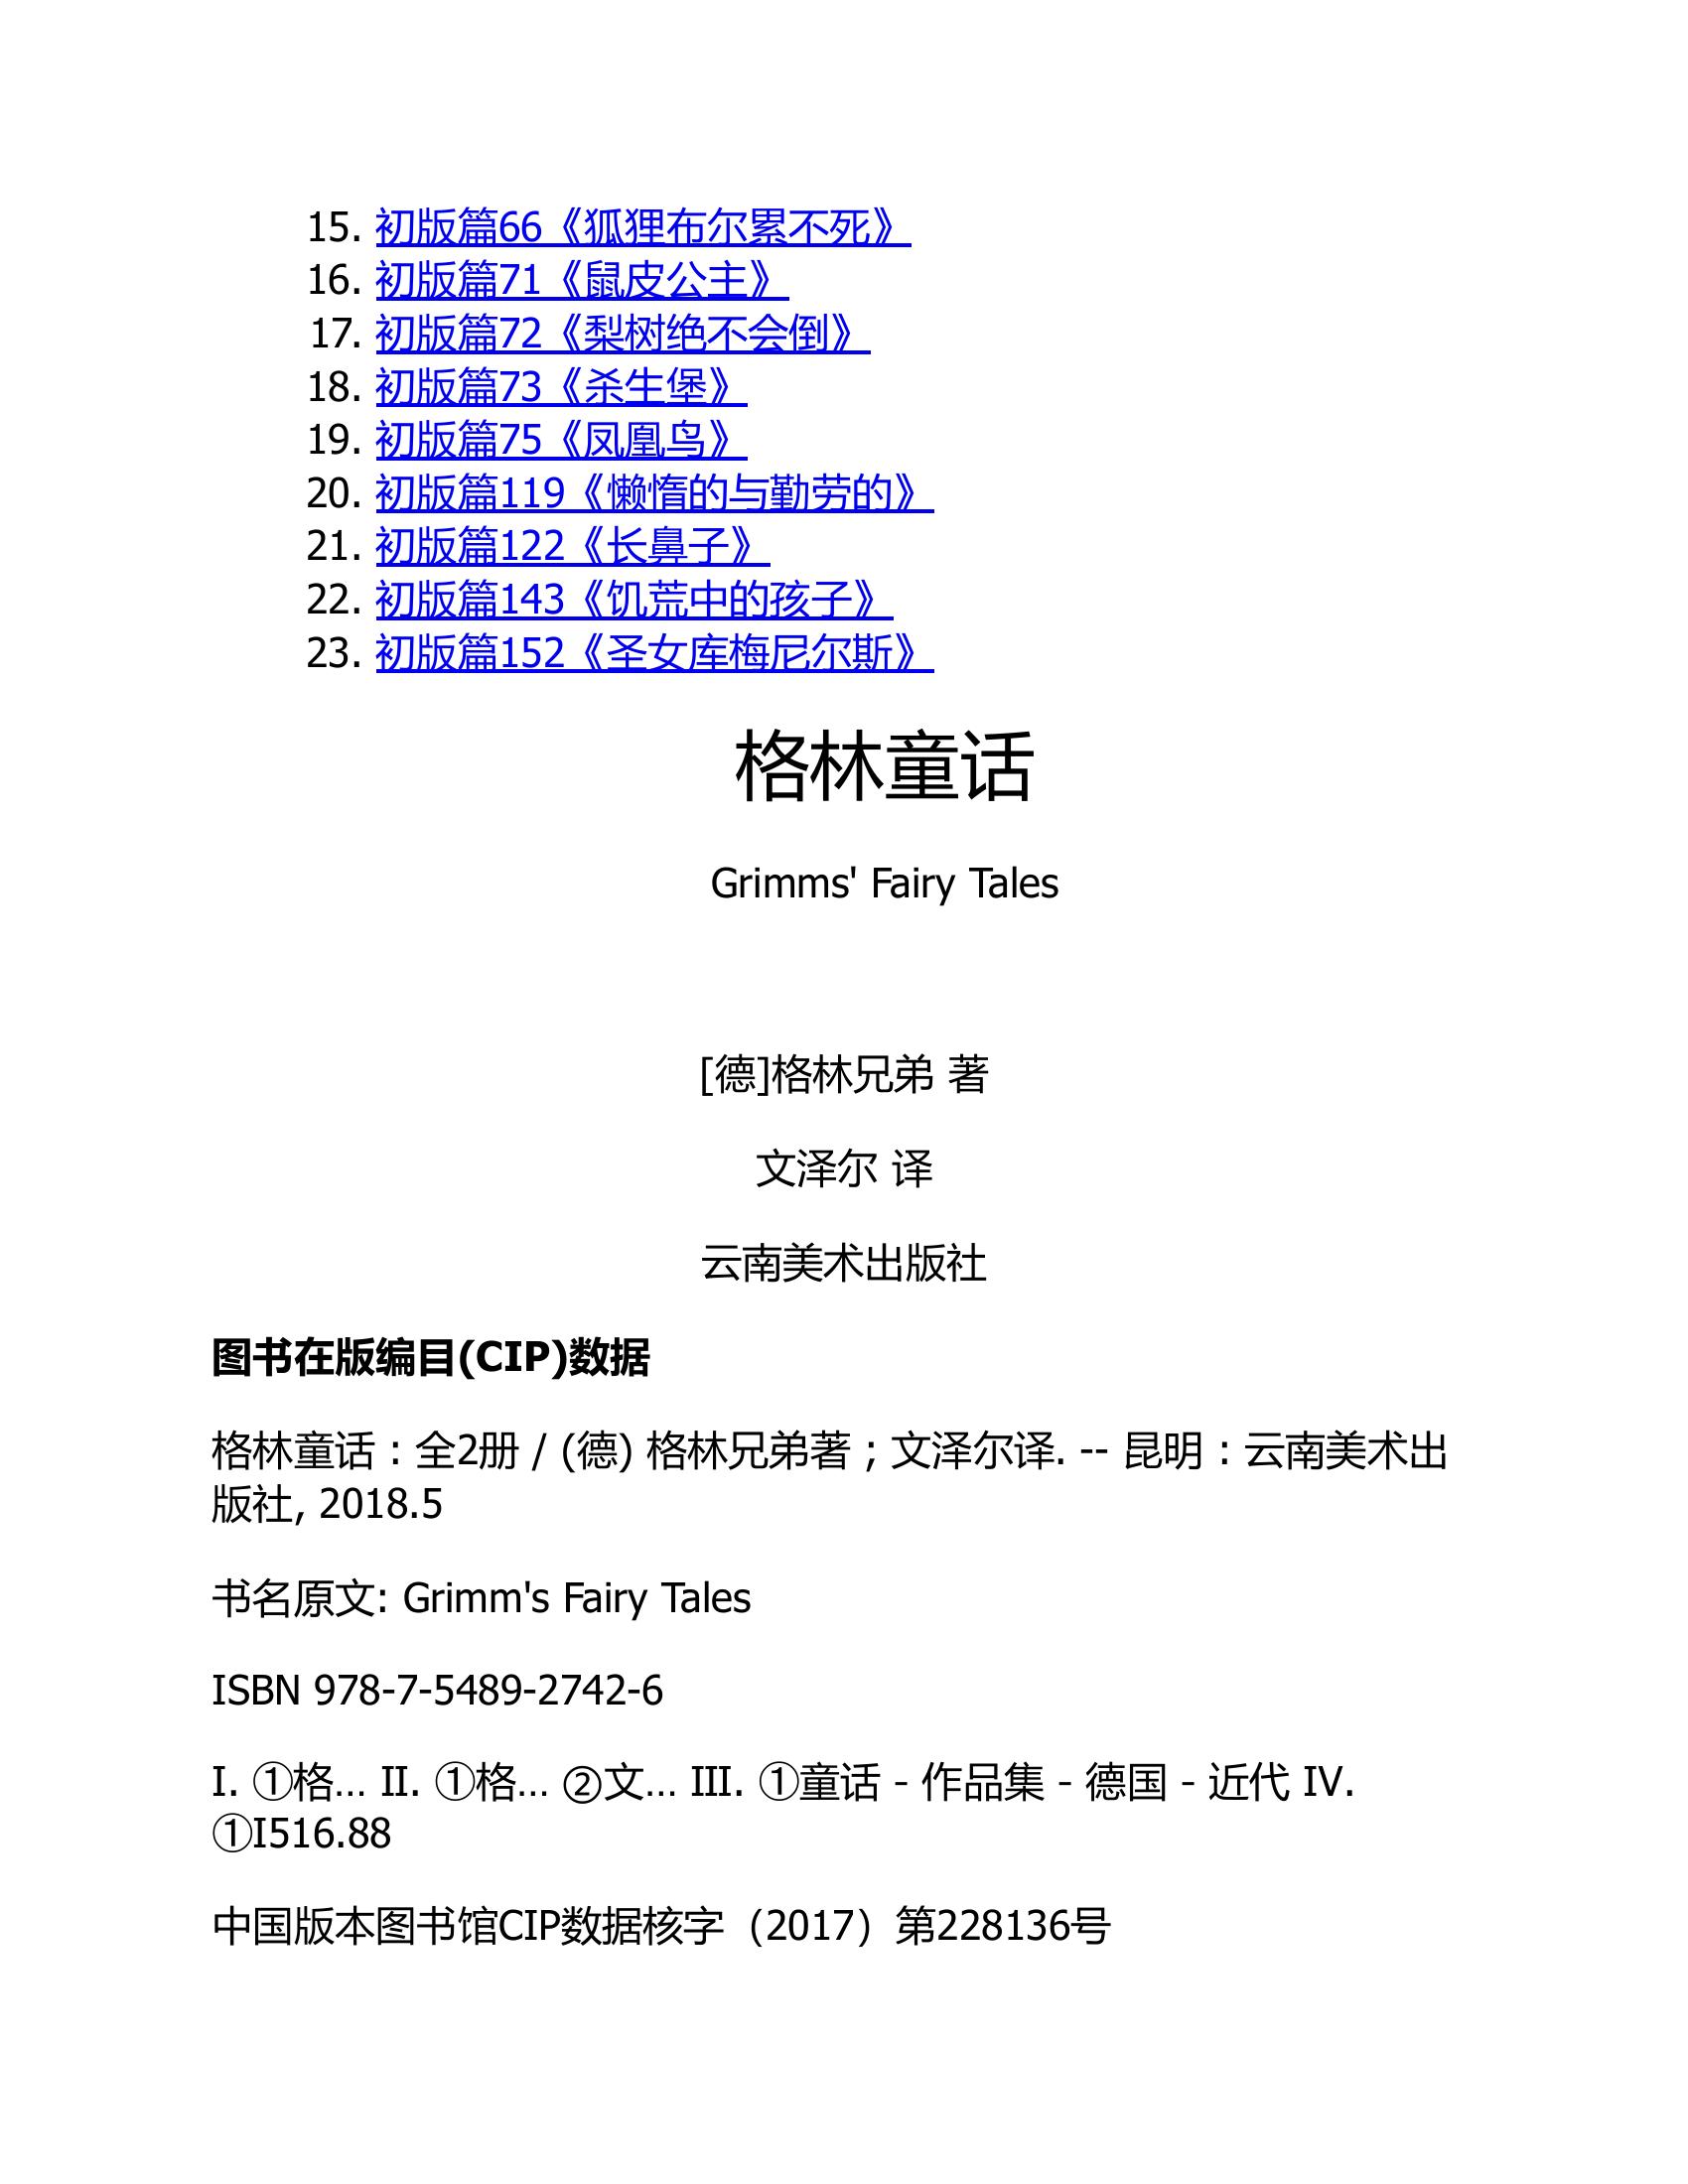 15. 初版篇66《狐狸布尔累不死》
16. 初版篇71《鼠皮公主》
17. 初版篇72《梨树绝不会倒》
18. 初版篇73《杀生堡》
19. 初版篇75《凤凰鸟》
20. 初版篇119《懒惰的与勤劳的》
21. 初版篇122《长鼻子》
22. 初版篇143《饥荒中的孩子》
23. 初版篇152《圣女库梅尼尔斯》
格林童话
Grimms' Fairy Tales
[德]格林兄弟 著
文泽尔 译
云南美术出版社
图书在版编目(CIP)数据
格林童话 : 全2册 / (德) 格林兄弟著 ; 文泽尔译. -- 昆明 : 云南美术出
版社, 2018.5
书名原文: Grimm's Fairy Tales
ISBN 978-7-5489-2742-6
I. ①格... II. ①格... ②文... III. ①童话 - 作品集 - 德国 - 近代 IV.
①I516.88
中国版本图书馆CIP数据核字（2017）第228136号